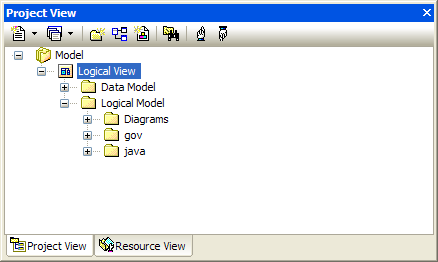 Project View
Model
Logical View
Data Model
Logical Model
Diagrams
gov
java
Project View
Resource View